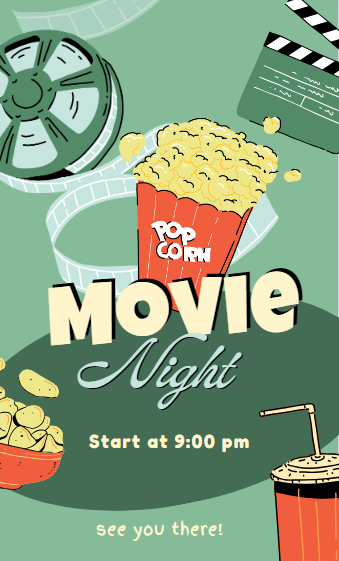 POP
CORN
MOVIE
Night
Start at 9:00 pm
see you there!